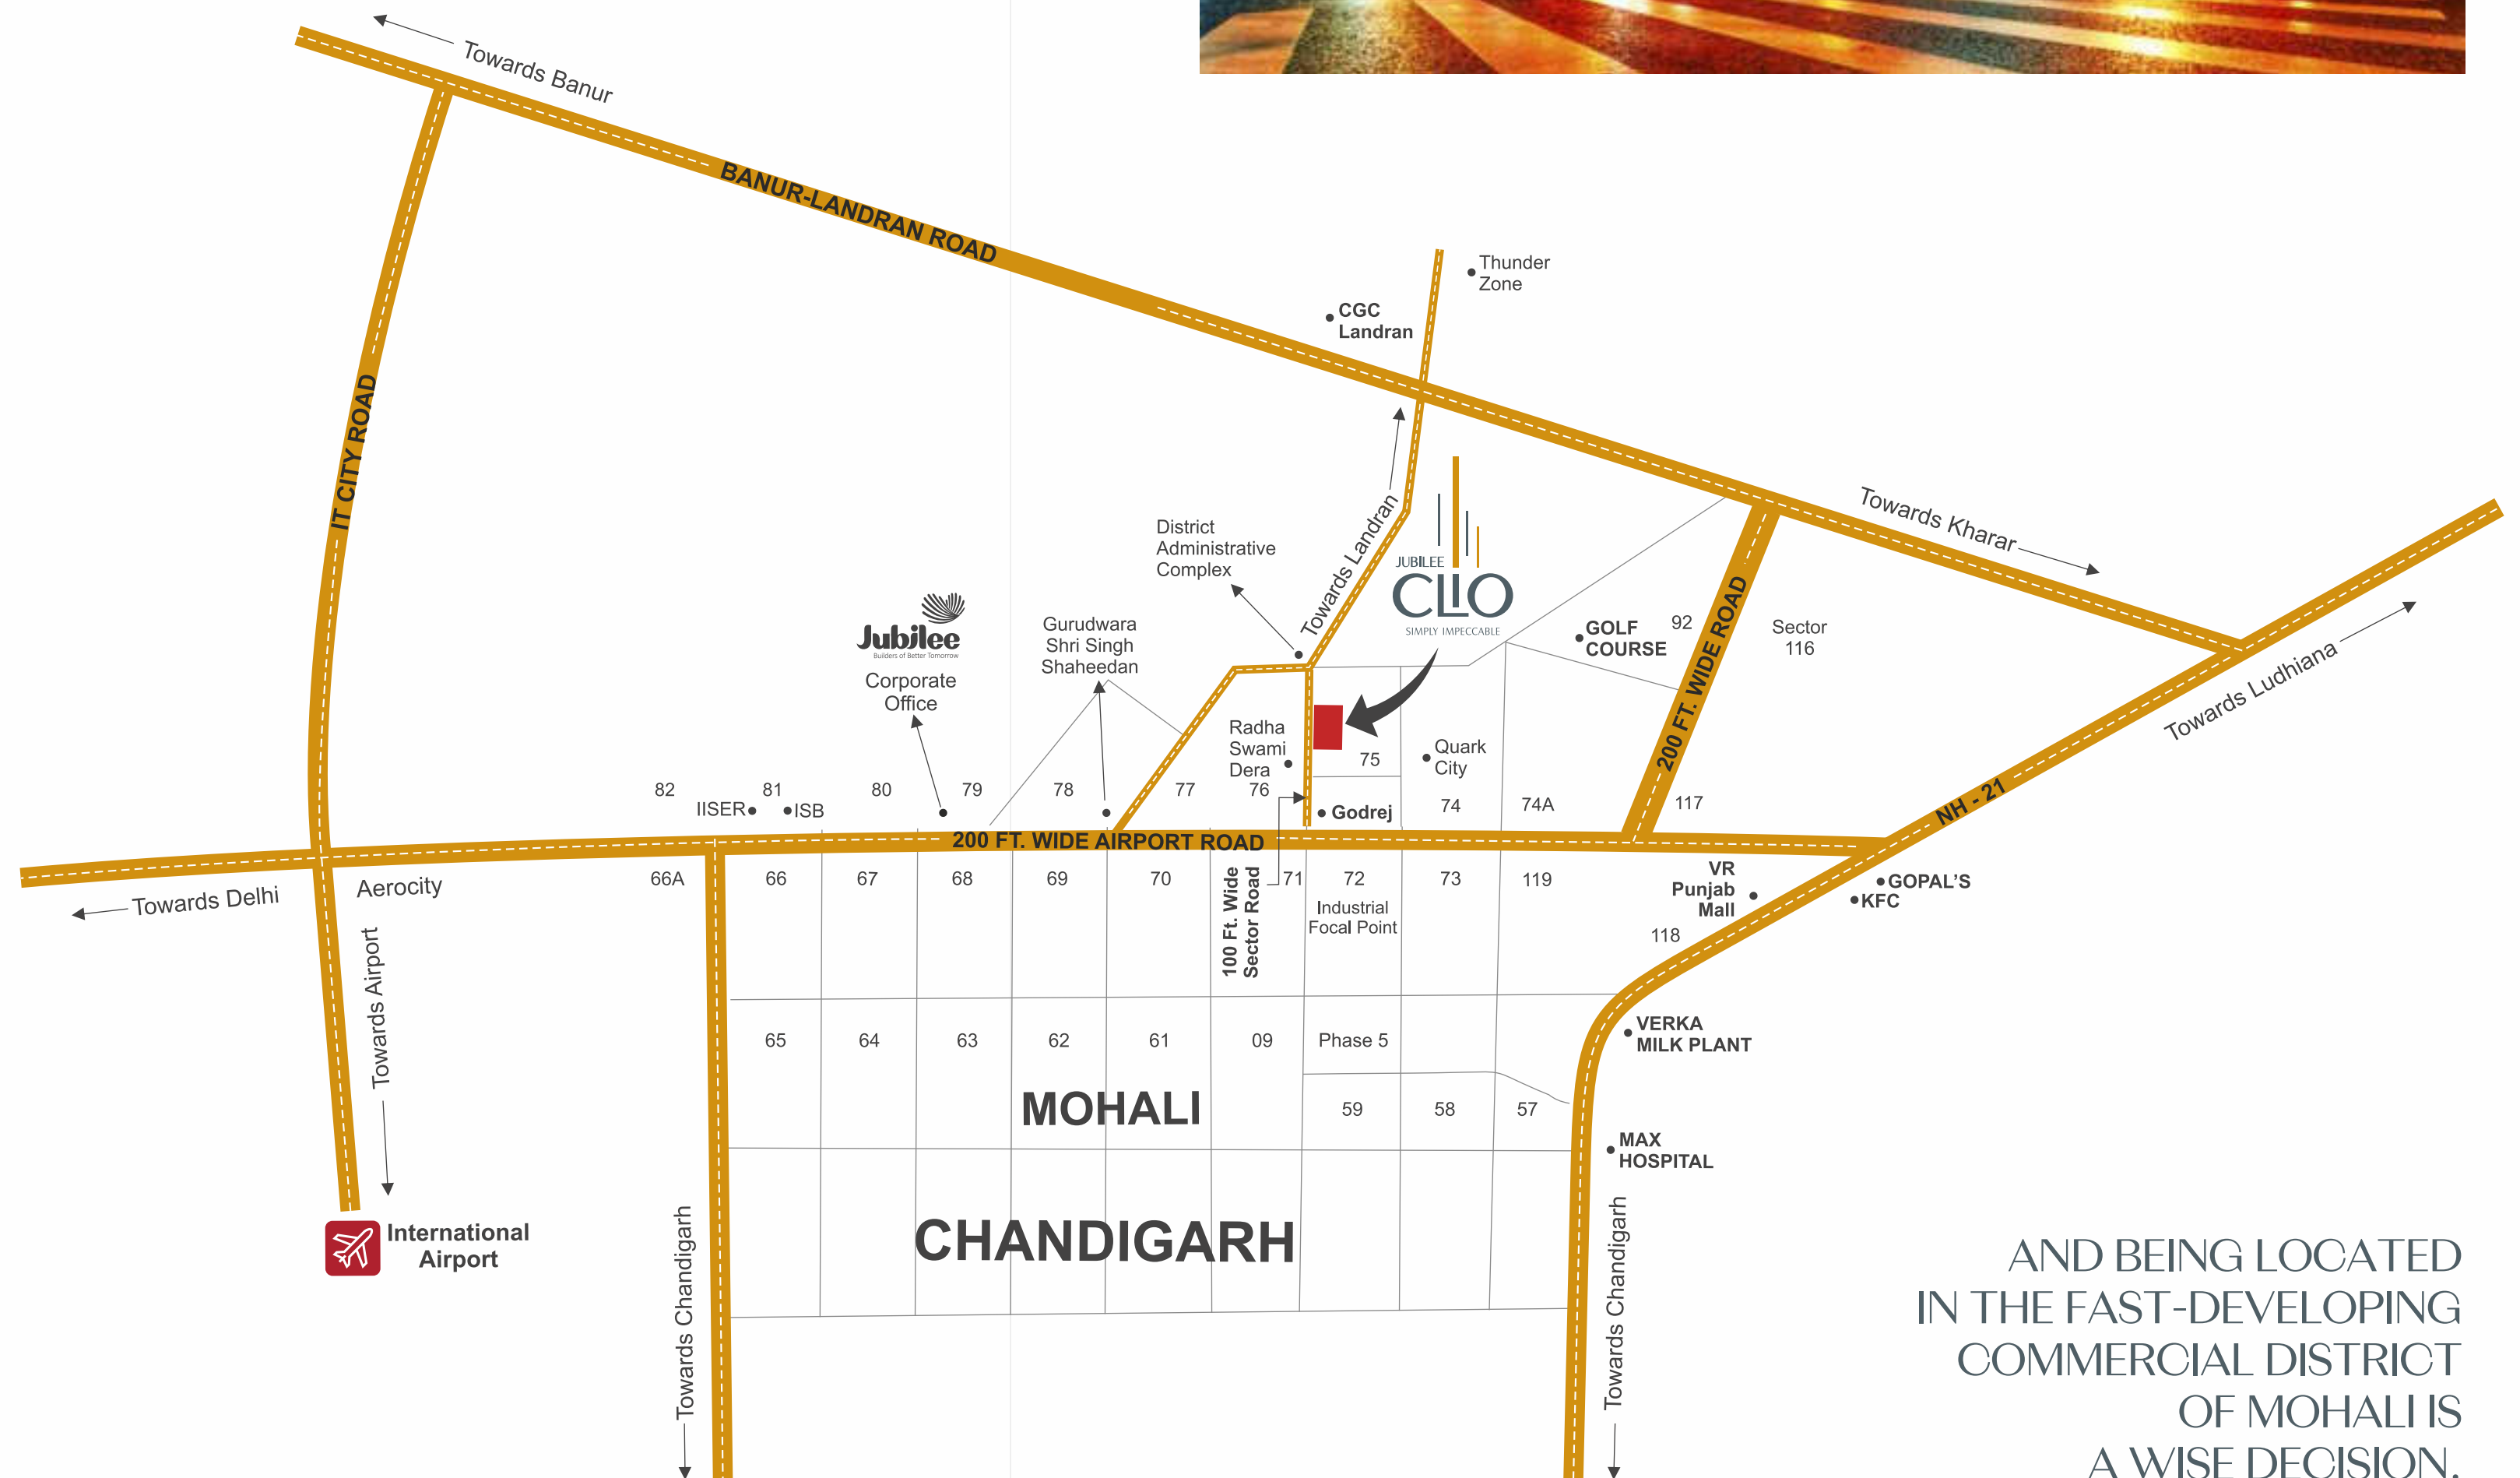 Towards Banur
BANUR-LANDRAN ROAD
Thunder
Zone
CGC
Landran
IT CITY ROAD
Towards Landran
JUBILEE
CLIO
SIMPLY IMPECCABLE
Towards Kharar
District
Administrative
Complex
Jubilee
Builders of Better Tomorrow
Corporate
Office
Gurudwara
Shri Singh
Shaheedan
GOLF
COURSE
92
200 FT. WIDE ROAD
Sector
116
Towards Ludhiana
Radha
Swami
Dera
75
Quark
City
82
81
80
79
78
77
76
74
74A
117
IISER
ISB
Godrej
NH - 21
200 FT. WIDE AIRPORT ROAD
Towards Delhi
Aerocity
66A
66
67
68
69
70
100 Ft. Wide
Sector Road
71
72
73
119
Industrial
Focal Point
VR
Punjab
Mall
GOPAL'S
KFC
118
Towards Airport
65
64
63
62
61
09
Phase 5
VERKA
MILK PLANT
MOHALI
59
58
57
MAX
HOSPITAL
International
Airport
CHANDIGARH
Towards Chandigarh
Towards Chandigarh
AND BEING LOCATED
IN THE FAST-DEVELOPING
COMMERCIAL DISTRICT
OF MOHALI IS
A WISE DECISION.